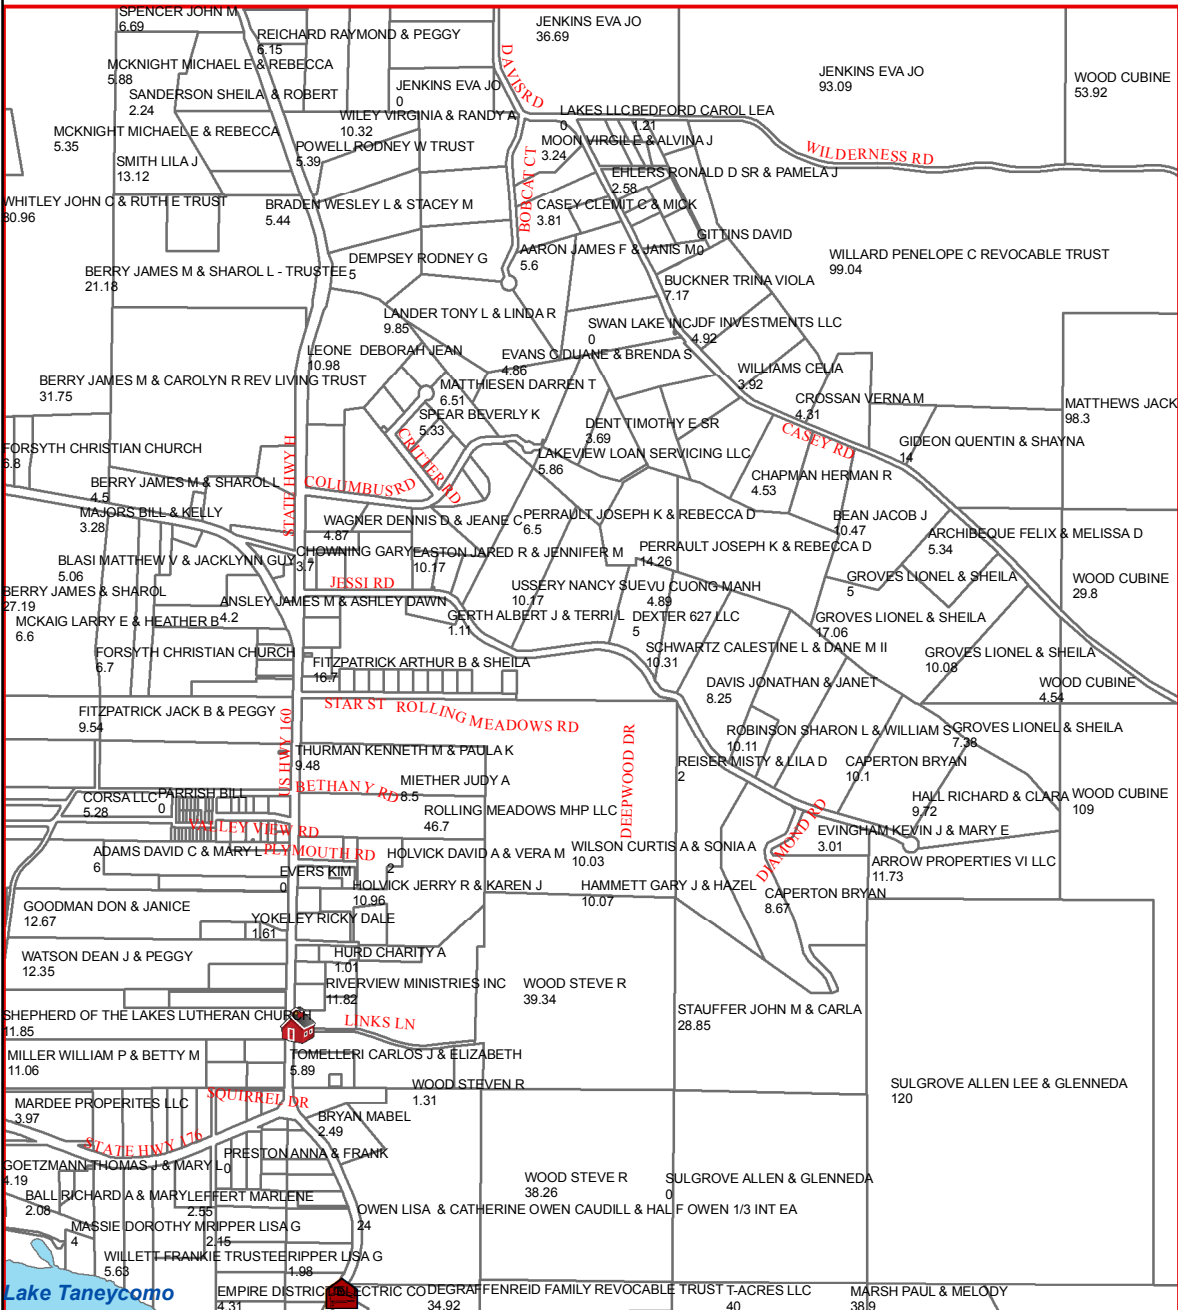 SPENCER JOHN M
6.69
REICHARD RAYMOND & PEGGY
6.15
JENKINS EVA JO
36.69
MCKNIGHT MICHAEL E & REBECCA
5.88
DAVIS RD
JENKINS EVA JO
93.09
WOOD CUBINE
53.92
SANDERSON SHEILA & ROBERT
2.24
JENKINS EVA JO
0
WILEY VIRGINIA & RANDY A
10.32
LAKES LLC
0
BEDFORD CAROL LEA
1.21
MCKNIGHT MICHAEL E & REBECCA
5.35
POWELL RODNEY W TRUST
5.39
MOON VIRGIL E & ALVINA J
3.24
WILDERNESS RD
SMITH LILA J
13.12
BOBCAT CT
EHLERS RONALD D SR & PAMELA J
2.58
WHITLEY JOHN C & RUTH E TRUST
80.96
BRADEN WESLEY L & STACEY M
5.44
CASEY CLEMIT C & MICK
3.81
GITTINS DAVID
0
BERRY JAMES M & SHAROL L - TRUSTEE
21.18
DEMPSEY RODNEY G
5
AARON JAMES F & JANIS M
5.6
WILLARD PENELOPE C REVOCABLE TRUST
99.04
BUCKNER TRINA VIOLA
7.17
LANDER TONY L & LINDA R
9.85
SWAN LAKE INC
0
JDF INVESTMENTS LLC
4.92
LEONE DEBORAH JEAN
10.98
EVANS C DUANE & BRENDA S
4.86
WILLIAMS CELIA
3.92
BERRY JAMES M & CAROLYN R REV LIVING TRUST
31.75
MATTHIESEN DARREN T
6.51
CROSSAN VERNA M
4.31
MATTHEWS JACK
98.3
SPEAR BEVERLY K
5.33
DENT TIMOTHY E SR
3.69
CASEY RD
GIDEON QUENTIN & SHAYNA
14
FORSYTH CHRISTIAN CHURCH
6.8
STATE HWY H
CRITTER RD
LAKEVIEW LOAN SERVICING LLC
5.86
CHAPMAN HERMAN R
4.53
BERRY JAMES M & SHAROL L
4.5
COLUMBUS RD
MAJORS BILL & KELLY
3.28
WAGNER DENNIS D & JEANE C
4.87
PERRAULT JOSEPH K & REBECCA D
6.5
BEAN JACOB J
10.47
ARCHIBEQUE FELIX & MELISSA D
5.34
BLASI MATTHEW V & JACKLYNN GUY
5.06
CHOWNING GARY
3.7
EASTON JARED R & JENNIFER M
10.17
PERRAULT JOSEPH K & REBECCA D
14.26
GROVES LIONEL & SHEILA
5
WOOD CUBINE
29.8
BERRY JAMES & SHAROL
27.19
JESSI RD
USSERY NANCY SUE
10.17
VU CUONG MANH
4.89
ANSLEY JAMES M & ASHLEY DAWN
4.2
MCKAIG LARRY E & HEATHER B
6.6
GERTH ALBERT J & TERRI L
1.11
DEXTER 627 LLC
5
GROVES LIONEL & SHEILA
17.06
FORSYTH CHRISTIAN CHURCH
6.7
FITZPATRICK ARTHUR B & SHEILA
16.7
SCHWARTZ CALESTINE L & DANE M II
10.31
GROVES LIONEL & SHEILA
10.08
DAVIS JONATHAN & JANET
8.25
WOOD CUBINE
4.54
FITZPATRICK JACK B & PEGGY
9.54
STAR ST
ROLLING MEADOWS RD
ROBINSON SHARON L & WILLIAM S
10.11
GROVES LIONEL & SHEILA
7.38
US HWY 160
THURMAN KENNETH M & PAULA K
9.48
DEEPWOOD DR
REISER MISTY & LILA D
2
CAPERTON BRYAN
10.1
BETHANY RD
MIETHER JUDY A
8.5
CORSA LLC
5.28
PARRISH BILL
0
ROLLING MEADOWS MHP LLC
46.7
HALL RICHARD & CLARA
9.72
WOOD CUBINE
109
VALLEY VIEW RD
DIAMOND RD
EVINGHAM KEVIN J & MARY E
3.01
ADAMS DAVID C & MARY L
6
PLYMOUTH RD
HOLVICK DAVID A & VERA M
2
WILSON CURTIS A & SONIA A
10.03
ARROW PROPERTIES VI LLC
11.73
EVERS KIM
0
HOLVICK JERRY R & KAREN J
10.96
HAMMETT GARY J & HAZEL
10.07
CAPERTON BRYAN
8.67
GOODMAN DON & JANICE
12.67
YOKELEY RICKY DALE
1.61
WATSON DEAN J & PEGGY
12.35
HURD CHARITY A
1.01
RIVERVIEW MINISTRIES INC
11.82
WOOD STEVE R
39.34
SHEPHERD OF THE LAKES LUTHERAN CHURCH
11.85
LINKS LN
STAUFFER JOHN M & CARLA
28.85
MILLER WILLIAM P & BETTY M
11.06
TOMELLERI CARLOS J & ELIZABETH
5.89
WOOD STEVEN R
1.31
SULGROVE ALLEN LEE & GLENNEDA
120
MARDEE PROPERITES LLC
3.97
SQUIRREL DR
BRYAN MABEL
2.49
STATE HWY 176
PRESTON ANNA & FRANK
0
GOETZMANN THOMAS J & MARY L
4.19
WOOD STEVE R
38.26
SULGROVE ALLEN & GLENNEDA
0
BALL RICHARD A & MARY
2.08
LEFFERT MARLENE
2.55
OWEN LISA & CATHERINE OWEN CAUDILL & HAL F OWEN 1/3 INT EA
24
MASSIE DOROTHY M
4
RIPPER LISA G
2.15
WILLETT FRANKIE TRUSTEE
5.63
RIPPER LISA G
1.98
Lake Taneycomo
EMPIRE DISTRICT ELECTRIC CO
4.31
DEGRAFFENREID FAMILY REVOCABLE TRUST
34.92
T-ACRES LLC
40
MARSH PAUL & MELODY
38.9